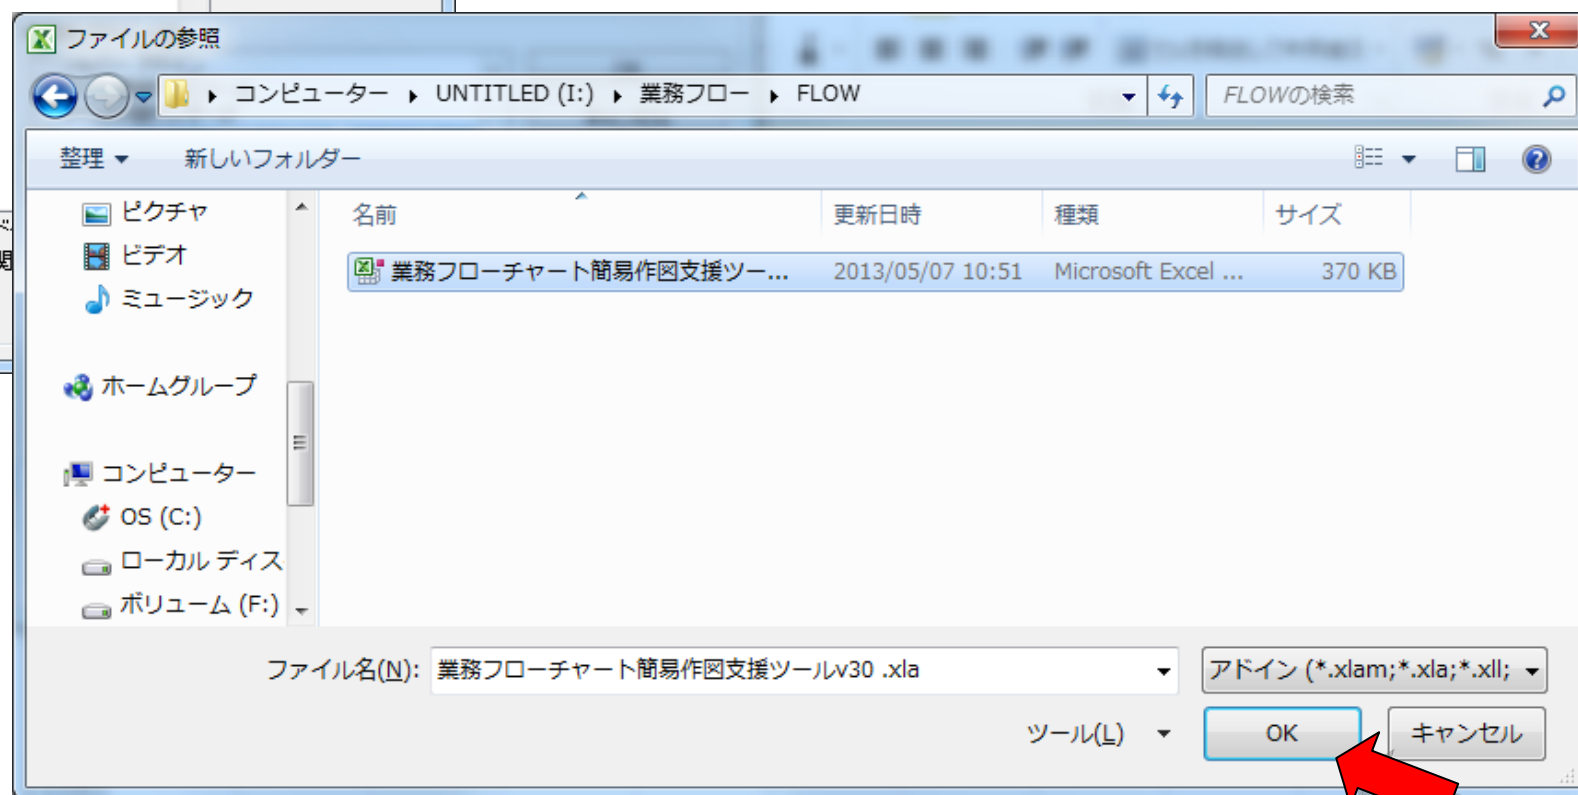 ファイルの参照
コンピューター ▸ UNTITLED (I:) ▸ 業務フロー ▸ FLOW
FLOWの検索
整理 新しいフォルダー
ピクチャ
ビデオ
ミュージック
ホームグループ
コンピューター
OS (C:)
ローカル ディス
ボリューム (F:)
名前 更新日時 種類 サイズ
業務フローチャート簡易作図支援ツー... 2013/05/07 10:51 Microsoft Excel ... 370 KB
ファイル名(N): 業務フローチャート簡易作図支援ツールv30 .xla アドイン (*.xlam;*.xla;*.xll;
ツール(L) OK キャンセル